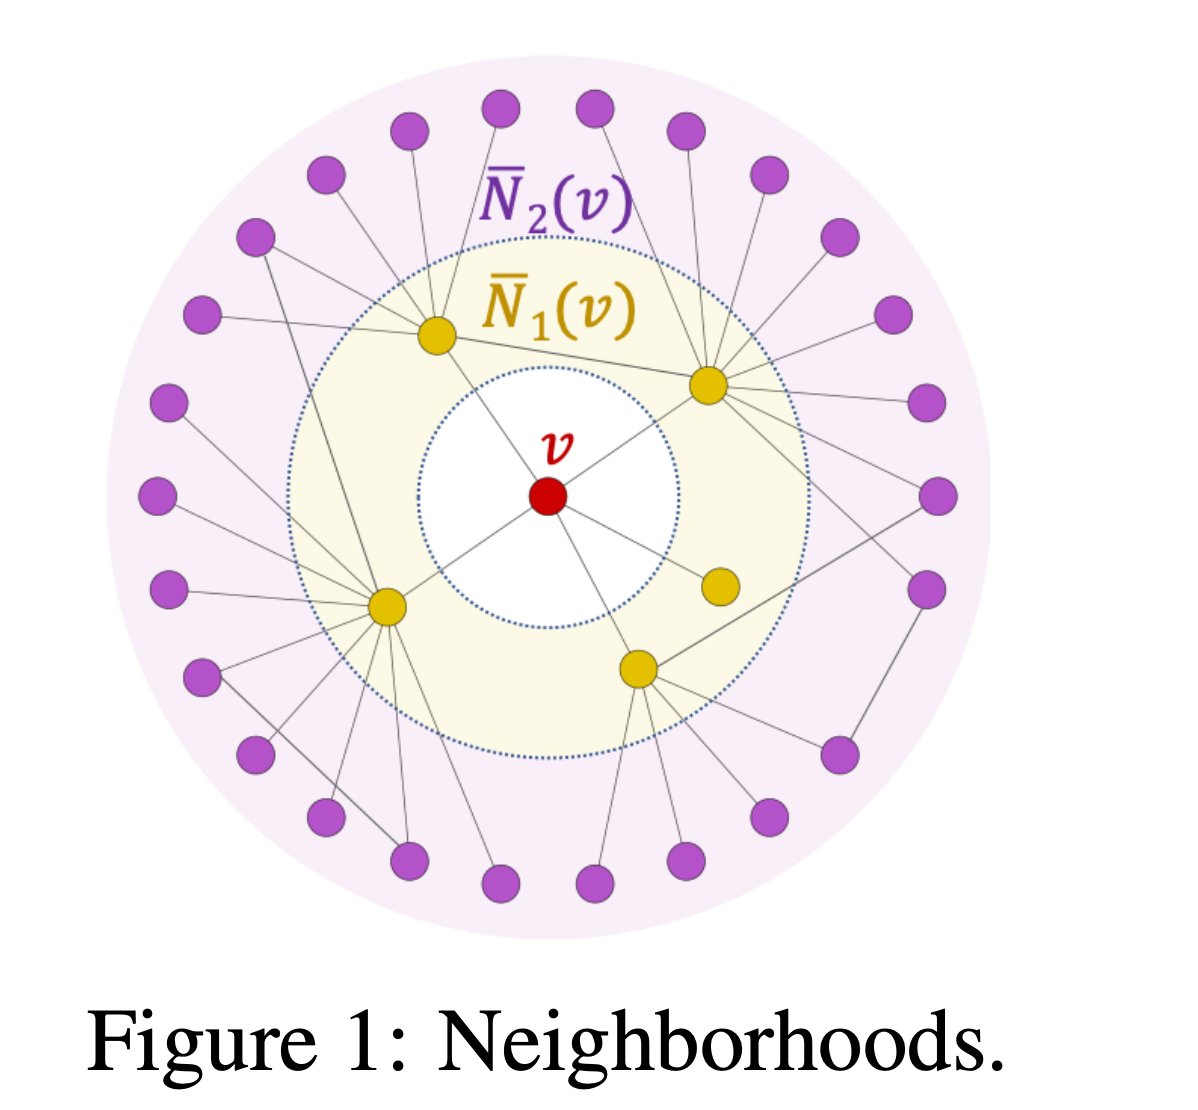 N̅₂(v)
N̅₁(v)
v
Figure 1: Neighborhoods.